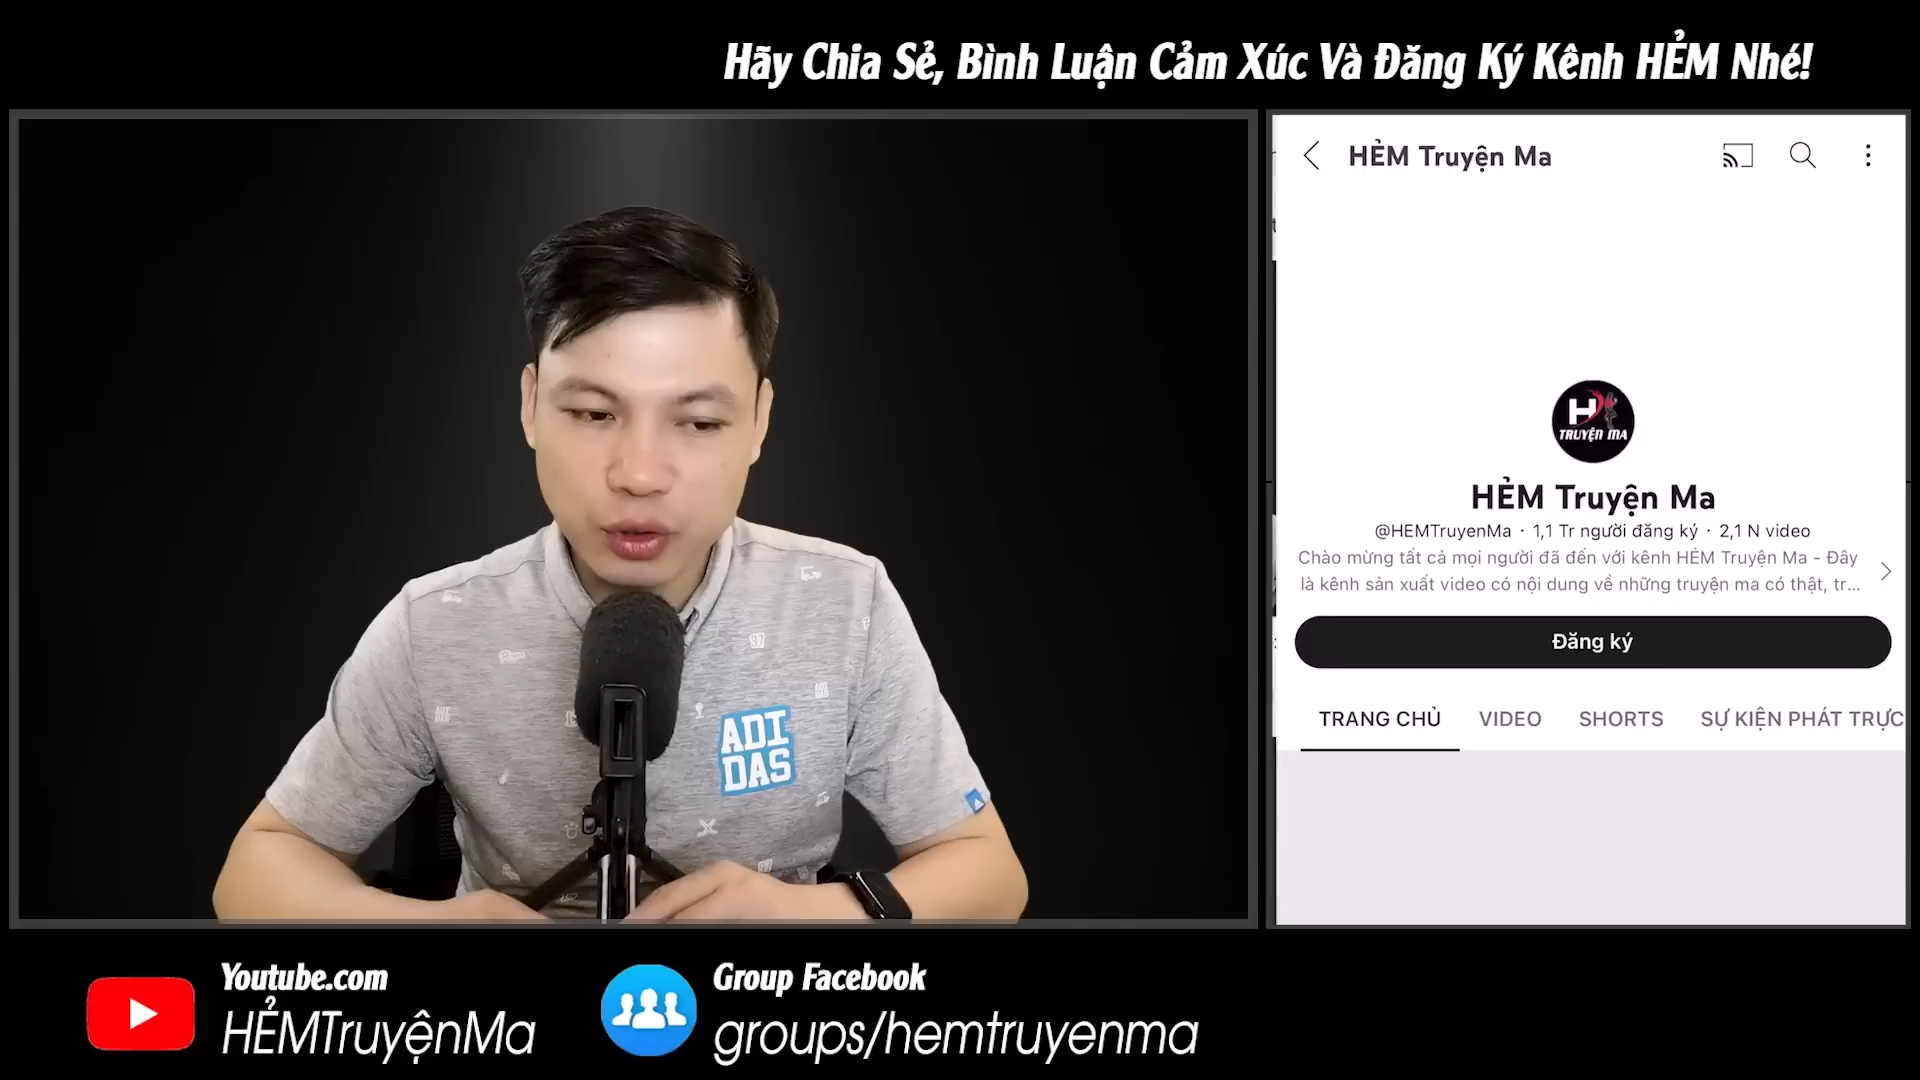 Hãy Chia Sẻ, Bình Luận Cảm Xúc Và Đăng Ký Kênh HẺM Nhé!
HẺM Truyện Ma
H
TRUYỆN MA
HẺM Truyện Ma
@HEMTruyenMa · 1,1 Tr người đăng ký · 2,1 N video
Chào mừng tất cả mọi người đã đến với kênh HẺM Truyện Ma - Đây
là kênh sản xuất video có nội dung về những truyện ma có thật, tr...
Đăng ký
TRANG CHỦ VIDEO SHORTS SỰ KIỆN PHÁT TRỰC
97
ADI
DAS
Youtube.com
HẺMTruyệnMa
Group Facebook
groups/hemtruyenma